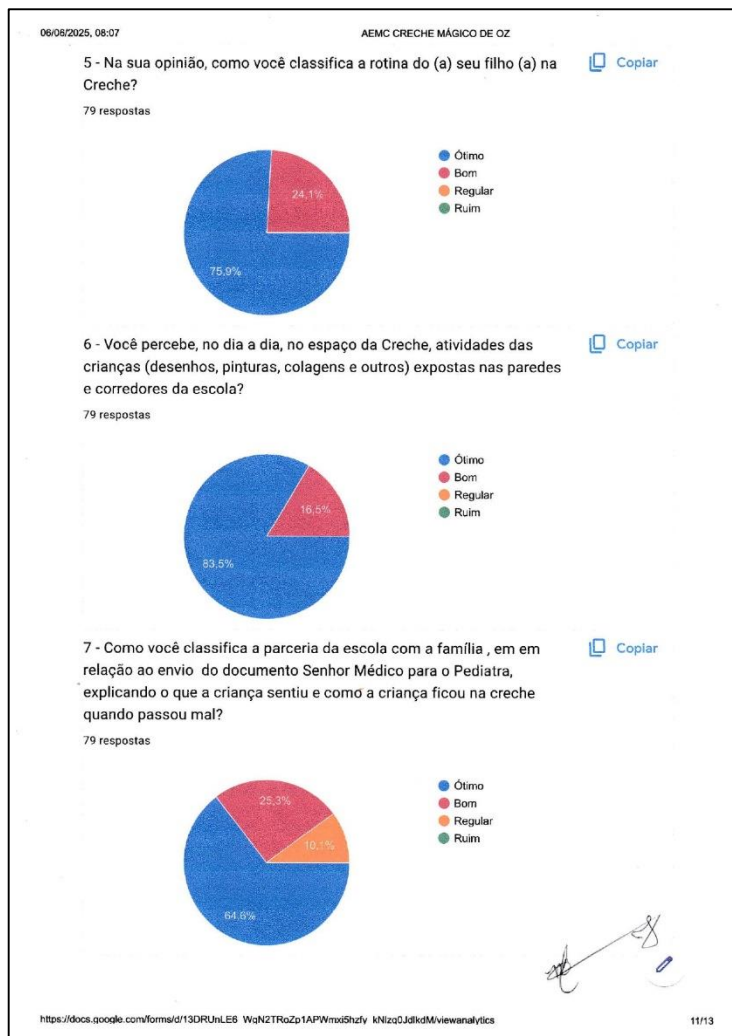 06/08/2025, 08:07 AEMC CRECHE MÁGICO DE OZ
5 - Na sua opinião, como você classifica a rotina do (a) seu filho (a) na Copiar
Creche?
79 respostas
Ótimo
Bom
Regular
Ruim
24,1%
75,9%
6 - Você percebe, no dia a dia, no espaço da Creche, atividades das Copiar
crianças (desenhos, pinturas, colagens e outros) expostas nas paredes
e corredores da escola?
79 respostas
Ótimo
Bom
Regular
Ruim
16,5%
83,5%
7 - Como você classifica a parceria da escola com a família , em em Copiar
relação ao envio do documento Senhor Médico para o Pediatra,
explicando o que a criança sentiu e como a criança ficou na creche
quando passou mal?
79 respostas
Ótimo
Bom
Regular
Ruim
25,3%
10,1%
64,6%
https://docs.google.com/forms/d/13DRUnLE6_WgN2TRoZp1APWmxi5hzfy_kNlzq0JdlkdM/viewanalytics 11/13